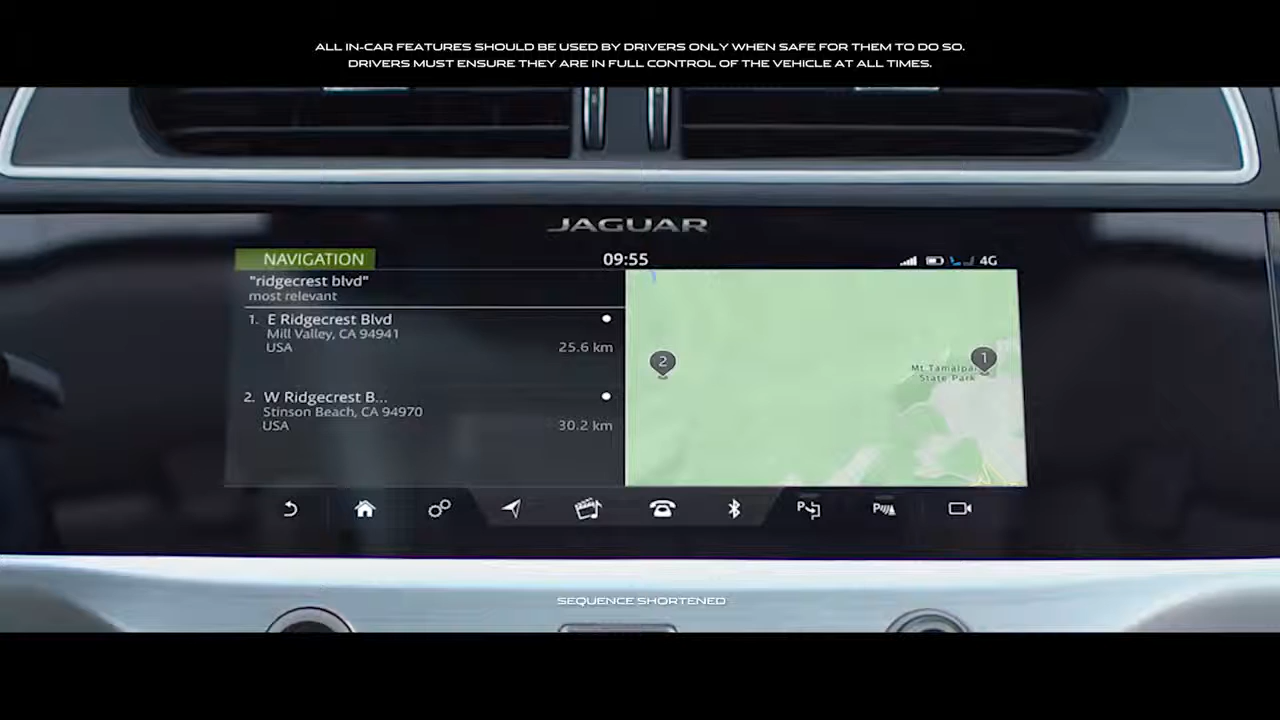 ALL IN-CAR FEATURES SHOULD BE USED BY DRIVERS ONLY WHEN SAFE FOR THEM TO DO SO.
DRIVERS MUST ENSURE THEY ARE IN FULL CONTROL OF THE VEHICLE AT ALL TIMES.
JAGUAR
NAVIGATION
09:55
4G
"ridgecrest blvd"
most relevant
1. E Ridgecrest Blvd
Mill Valley, CA 94941
USA
25.6 km
2. W Ridgecrest B...
Stinson Beach, CA 94970
USA
30.2 km
2
1
Mt Tamalpai
State Park
SEQUENCE SHORTENED